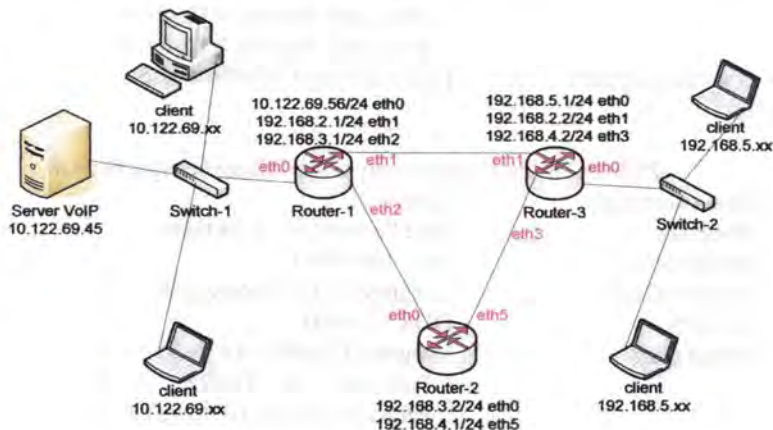 client
10.122.69.xx
10.122.69.56/24 eth0
192.168.2.1/24 eth1
192.168.3.1/24 eth2
192.168.5.1/24 eth0
192.168.2.2/24 eth1
192.168.4.2/24 eth3
client
192.168.5.xx
eth0
eth1
eth1
eth0
Server VoIP
10.122.69.45
Switch-1
Router-1
Router-3
Switch-2
eth2
eth3
eth0
eth5
client
10.122.69.xx
Router-2
192.168.3.2/24 eth0
192.168.4.1/24 eth5
client
192.168.5.xx